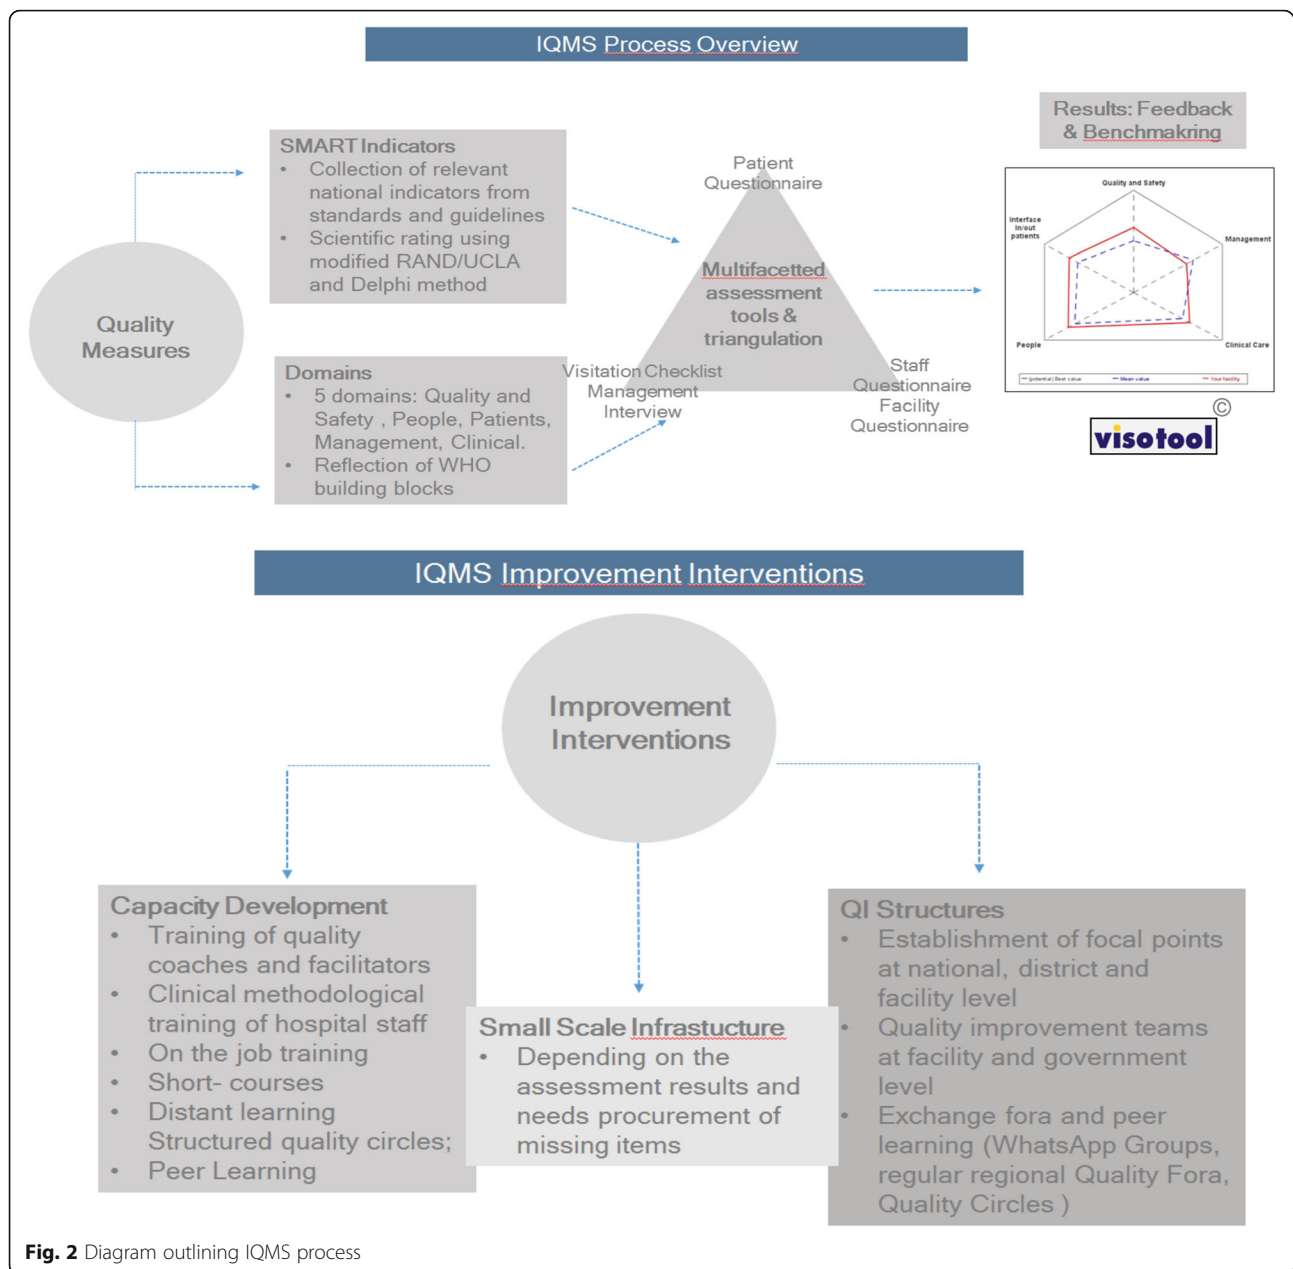 IQMS Process Overview
Quality
Measures
SMART Indicators
• Collection of relevant
national indicators from
standards and guidelines
• Scientific rating using
modified RAND/UCLA
and Delphi method
Domains
• 5 domains: Quality and
Safety , People, Patients,
Management, Clinical.
• Reflection of WHO
building blocks
Patient
Questionnaire
Multifacetted
assessment
tools &
triangulation
Visitation Checklist
Management
Interview
Staff
Questionnaire
Facility
Questionnaire
Results: Feedback
& Benchmakring
Quality and Safety
Interface
In/out
patients
Management
People
Clinical Care
(potential) Best value
Mean value
Your facility
©
visotool
IQMS Improvement Interventions
Improvement
Interventions
Capacity Development
• Training of quality
coaches and facilitators
• Clinical methodological
training of hospital staff
• On the job training
• Short- courses
• Distant learning
Structured quality circles;
• Peer Learning
Small Scale Infrastucture
• Depending on the
assessment results and
needs procurement of
missing items
QI Structures
• Establishment of focal points
at national, district and
facility level
• Quality improvement teams
at facility and government
level
• Exchange fora and peer
learning (WhatsApp Groups,
regular regional Quality Fora,
Quality Circles )
Fig. 2 Diagram outlining IQMS process